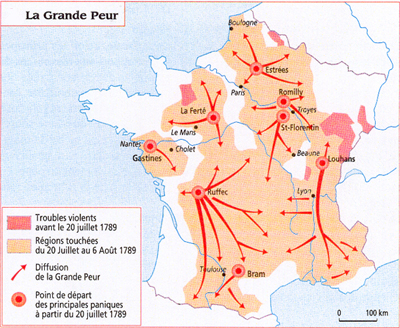 La Grande Peur
Boulogne
Estrées
Paris
Romilly
Troyes
La Ferté
St-Florentin
Le Mans
Nantes
Cholet
Gastines
Beaune
Louhans
Ruffec
Lyon
Toulouse
Bram
Troubles violents
avant le 20 juillet 1789
Régions touchées
du 20 Juillet au 6 Août 1789
Diffusion
de la Grande Peur
Point de départ
des principales paniques
à partir du 20 juillet 1789
0 100 km